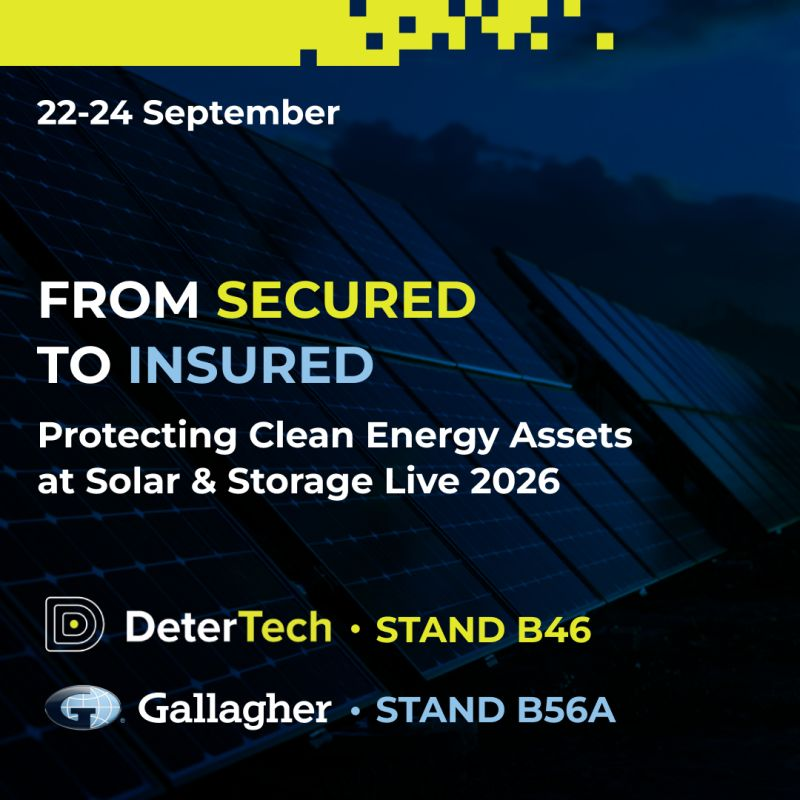 22-24 September
FROM SECURED
TO INSURED
Protecting Clean Energy Assets
at Solar & Storage Live 2026
DeterTech • STAND B46
Gallagher • STAND B56A